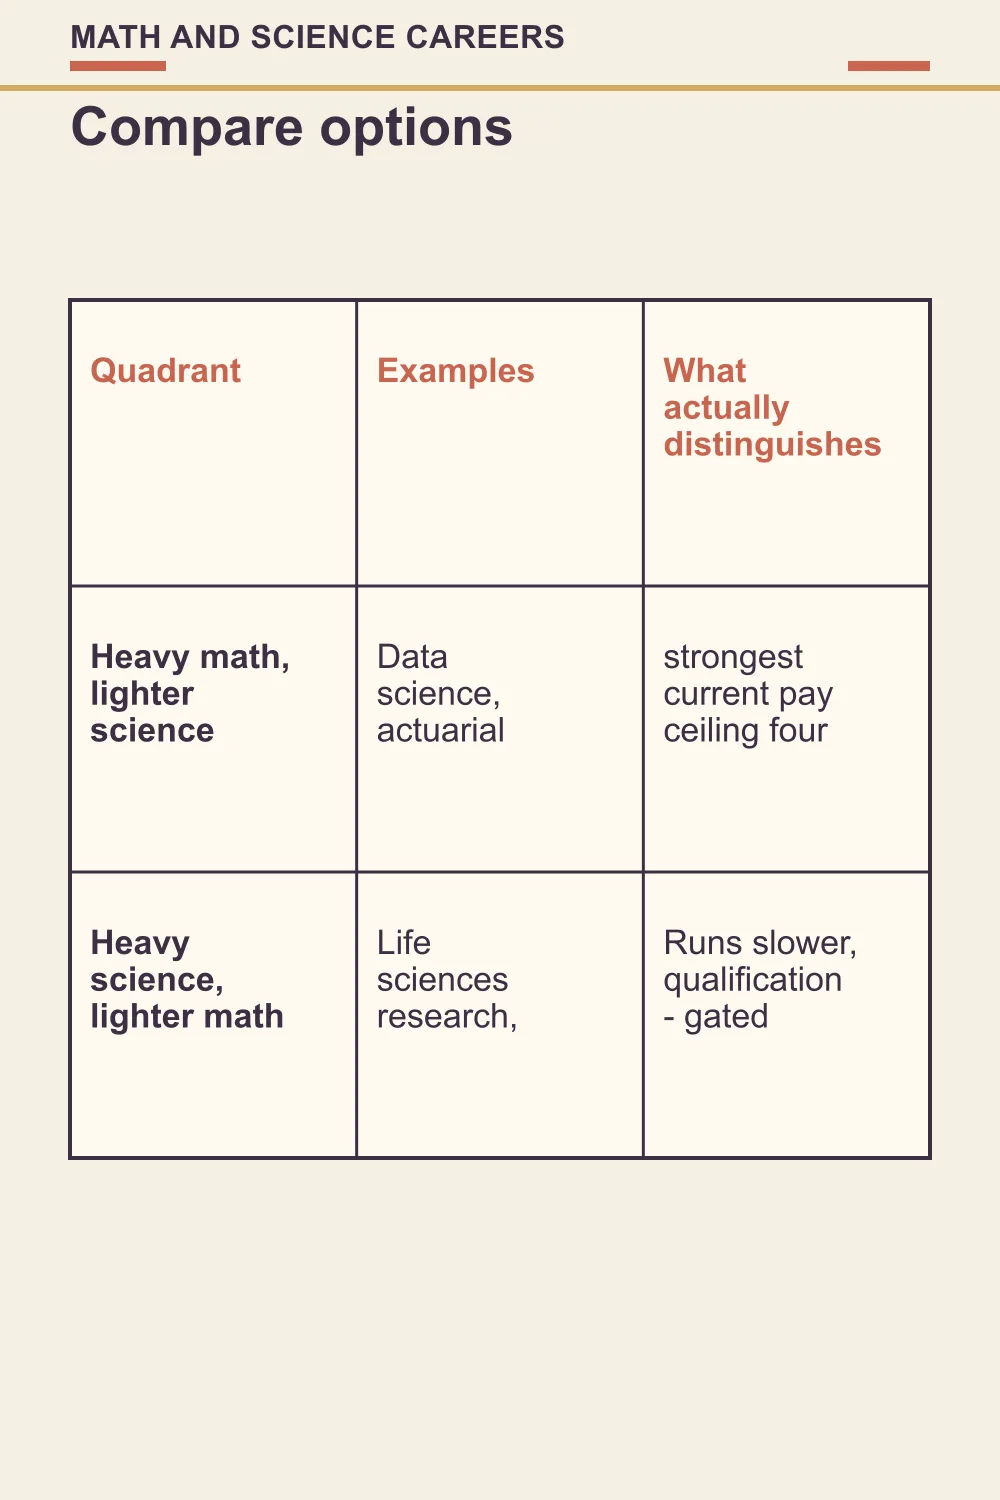 MATH AND SCIENCE CAREERS
Compare options
Quadrant
Examples
What
actually
distinguishes
Heavy math,
lighter
science
Data
science,
actuarial
strongest
current pay
ceiling four
Heavy
science,
lighter math
Life
sciences
research,
Runs slower,
qualification
- gated